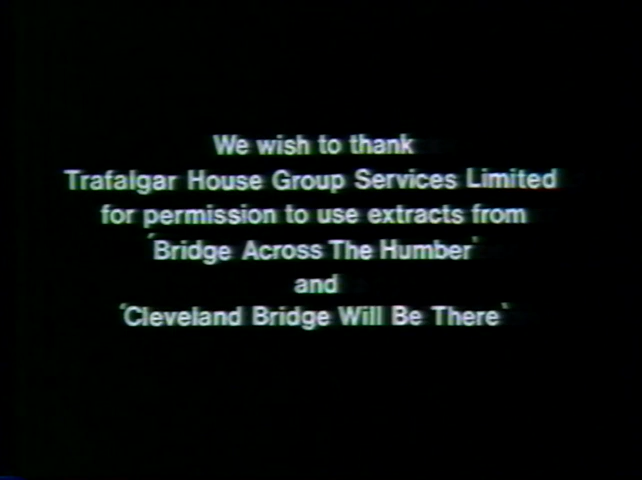 We wish to thank
Trafalgar House Group Services Limited
for permission to use extracts from
'Bridge Across The Humber'
and
'Cleveland Bridge Will Be There'